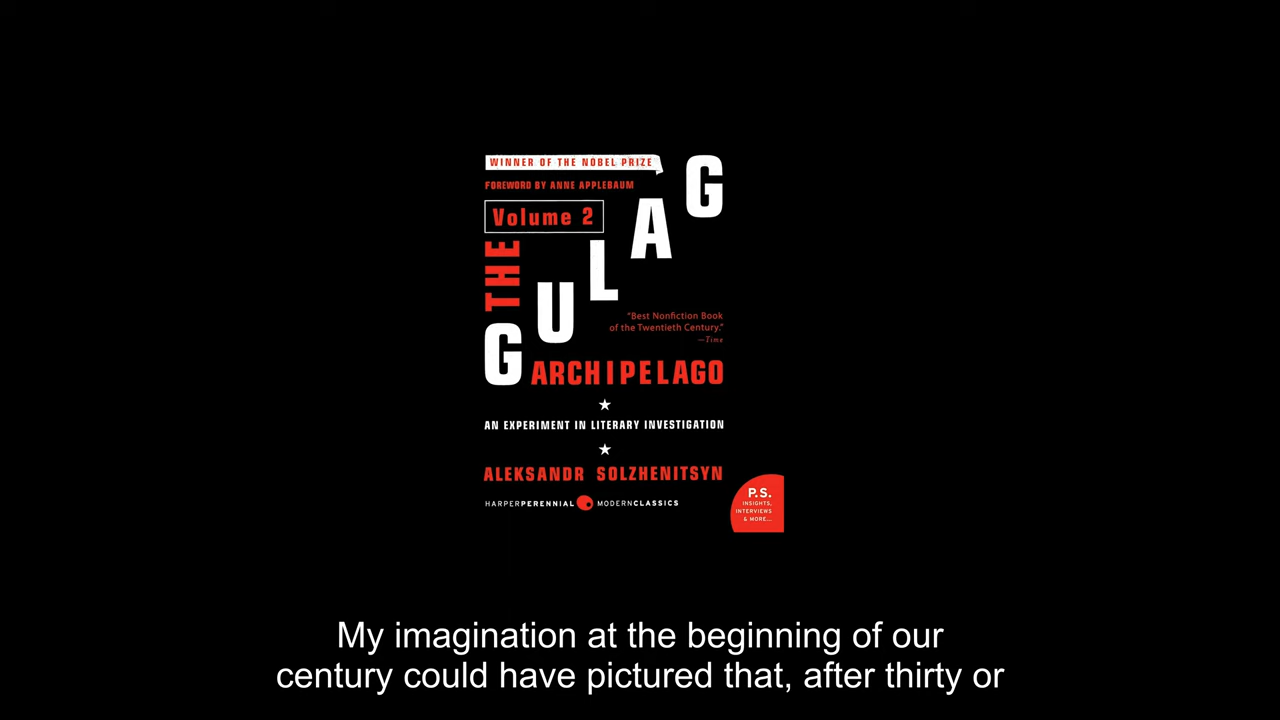 WINNER OF THE NOBEL PRIZE
FOREWORD BY ANNE APPLEBAUM
Volume 2
THE
GULAG
"Best Nonfiction Book
of the Twentieth Century."
—Time
ARCHIPELAGO
AN EXPERIMENT IN LITERARY INVESTIGATION
ALEKSANDR SOLZHENITSYN
HARPERPERENNIAL MODERNCLASSICS
P.S.
INSIGHTS,
INTERVIEWS
& MORE...
My imagination at the beginning of our
century could have pictured that, after thirty or